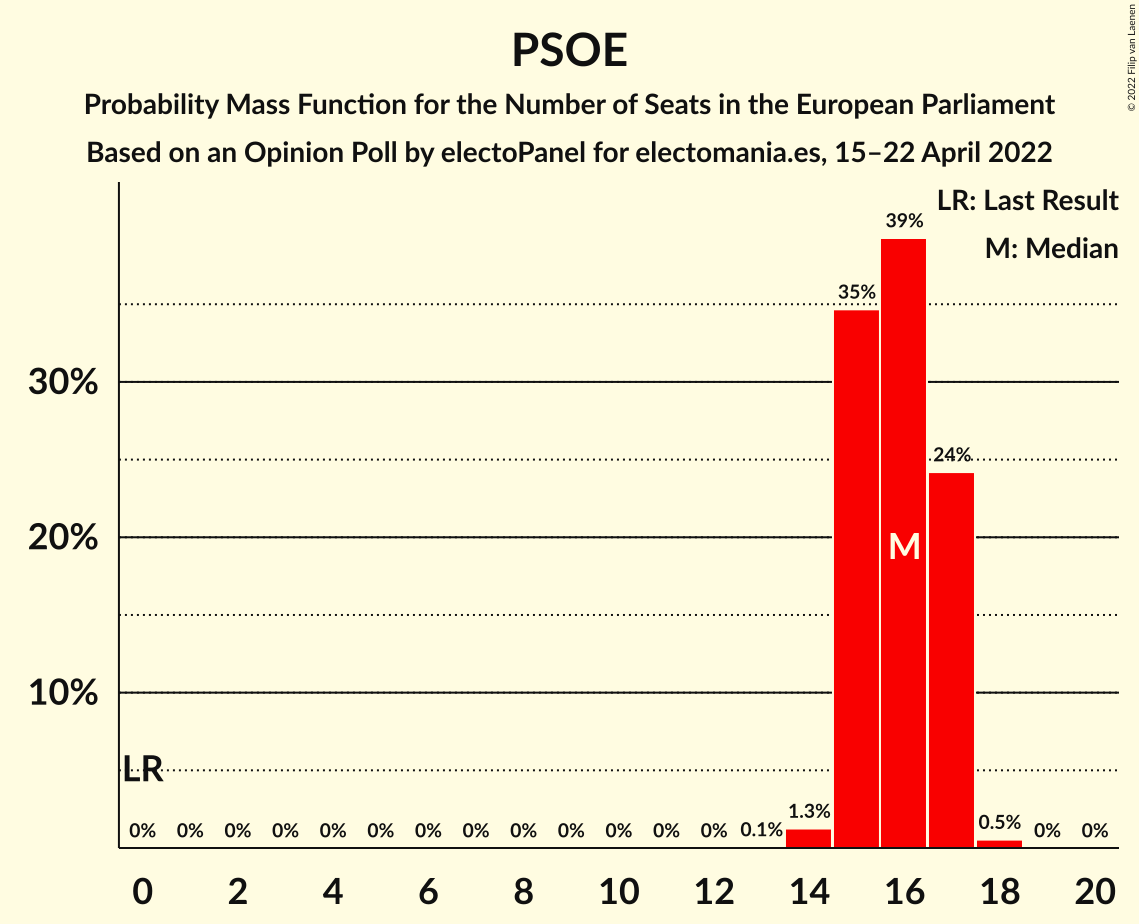 PSOE
Probability Mass Function for the Number of Seats in the European Parliament
Based on an Opinion Poll by electoPanel for electomania.es, 15–22 April 2022
© 2022 Filip van Laenen
LR: Last Result
M: Median
39%
35%
30%
24%
20%
M
10%
LR
0% 0% 0% 0% 0% 0% 0% 0% 0% 0% 0% 0% 0% 0.1% 1.3% 0.5% 0% 0%
0 2 4 6 8 10 12 14 16 18 20